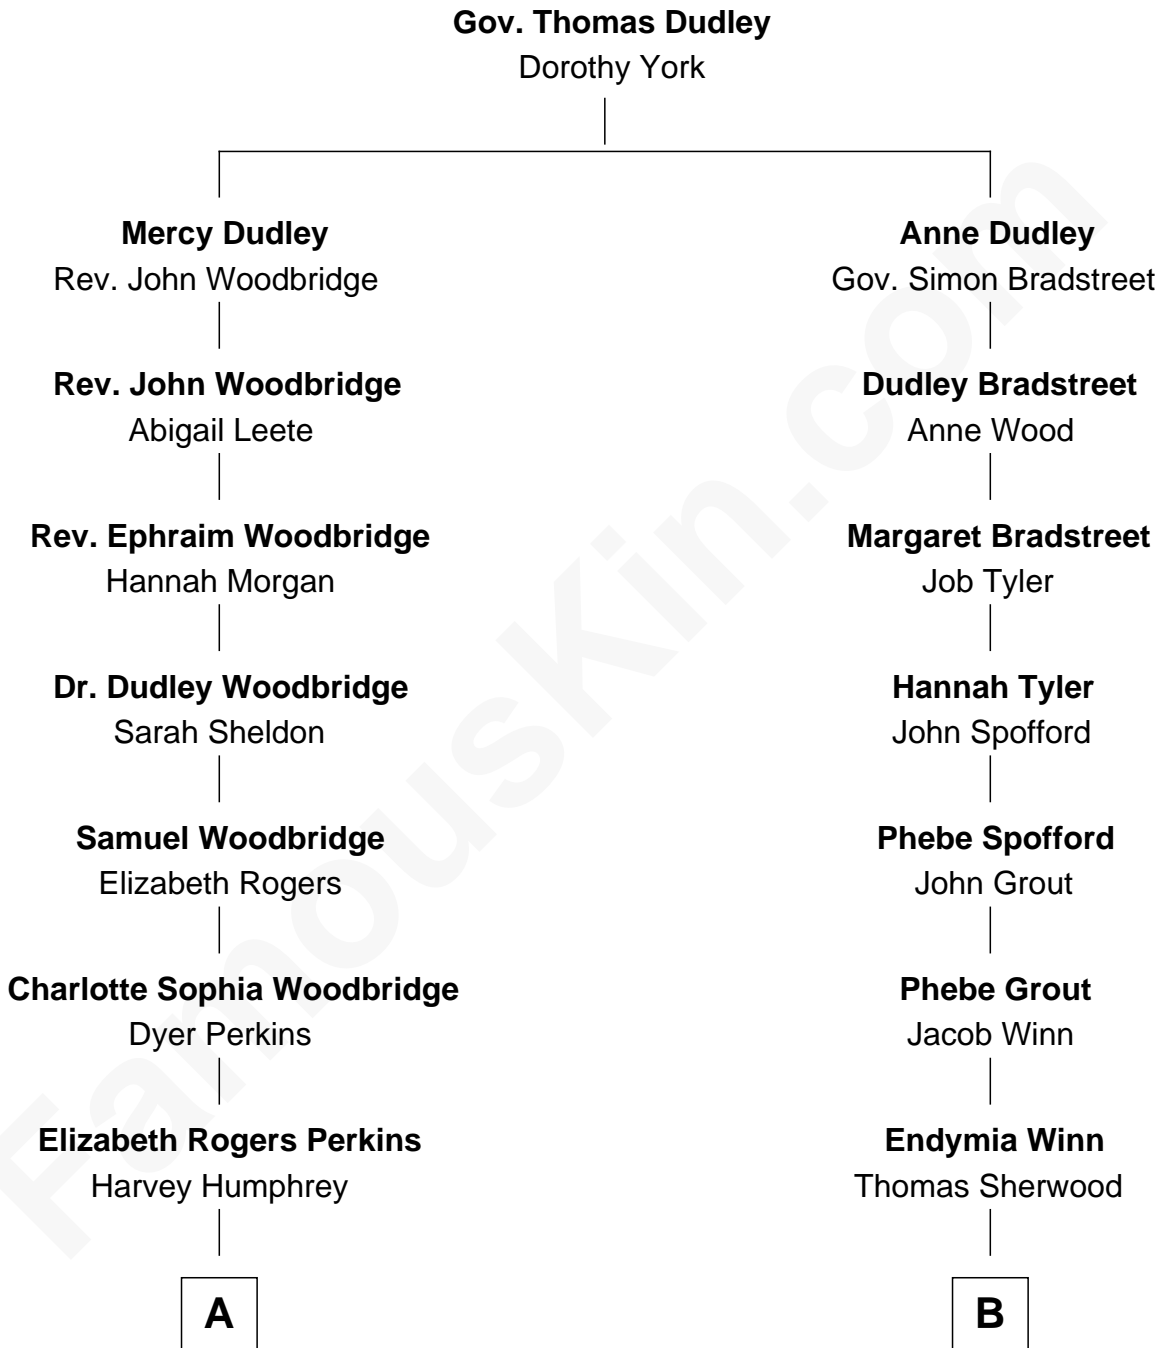 Gov. Thomas Dudley
Dorothy York
Mercy Dudley
Rev. John Woodbridge
Rev. John Woodbridge
Abigail Leete
Rev. Ephraim Woodbridge
Hannah Morgan
Dr. Dudley Woodbridge
Sarah Sheldon
Samuel Woodbridge
Elizabeth Rogers
Charlotte Sophia Woodbridge
Dyer Perkins
Elizabeth Rogers Perkins
Harvey Humphrey
A
Anne Dudley
Gov. Simon Bradstreet
Dudley Bradstreet
Anne Wood
Margaret Bradstreet
Job Tyler
Hannah Tyler
John Spofford
Phebe Spofford
John Grout
Phebe Grout
Jacob Winn
Endymia Winn
Thomas Sherwood
B
FamousKin.com